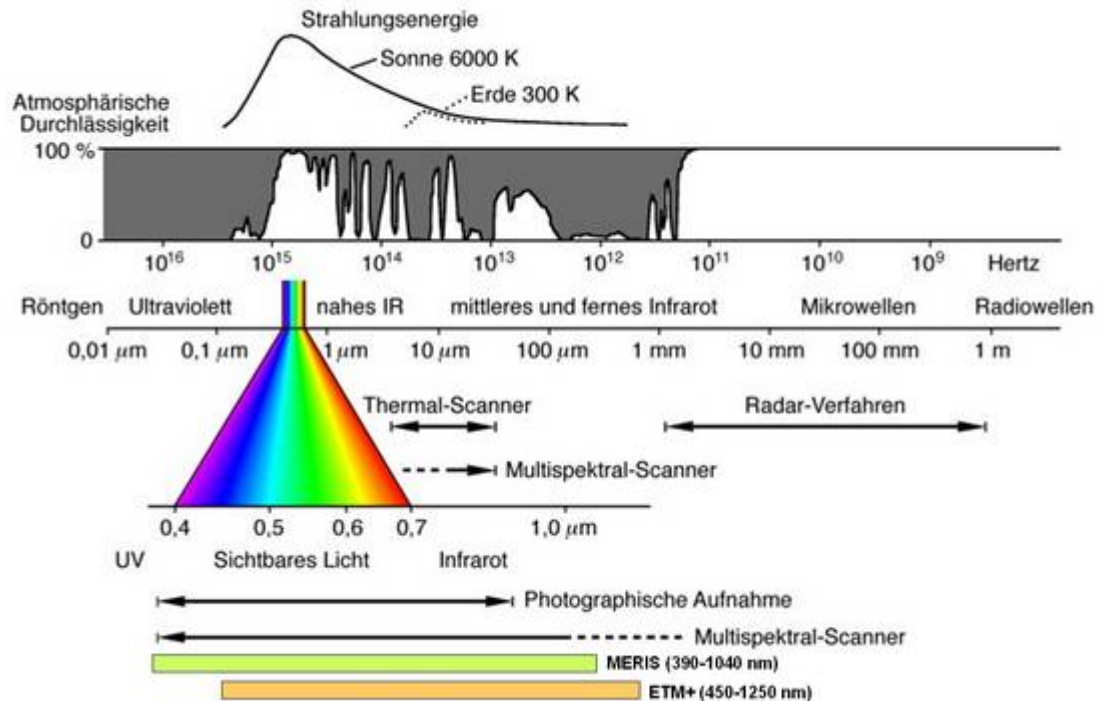 Strahlungsenergie
Sonne 6000 K
Erde 300 K
Atmosphärische
Durchlässigkeit
100 %
0
10¹⁶ 10¹⁵ 10¹⁴ 10¹³ 10¹² 10¹¹ 10¹⁰ 10⁹ Hertz
Röntgen Ultraviolett nahes IR mittleres und fernes Infrarot Mikrowellen Radiowellen
0,01 µm 0,1 µm 1 µm 10 µm 100 µm 1 mm 10 mm 100 mm 1 m
Thermal-Scanner Radar-Verfahren
Multispektral-Scanner
0,4 0,5 0,6 0,7 1,0 µm
UV Sichtbares Licht Infrarot
Photographische Aufnahme
Multispektral-Scanner
MERIS (390-1040 nm)
ETM+ (450-1250 nm)